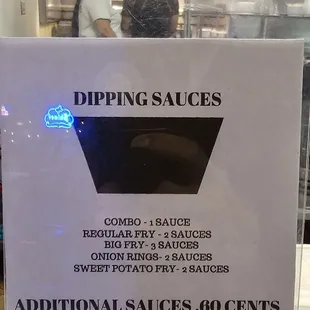 DIPPING SAUCES
COMBO - 1 SAUCE
REGULAR FRY - 2 SAUCES
BIG FRY- 3 SAUCES
ONION RINGS- 2 SAUCES
SWEET POTATO FRY- 2 SAUCES
ADDITIONAL SAUCES .60 CENTS